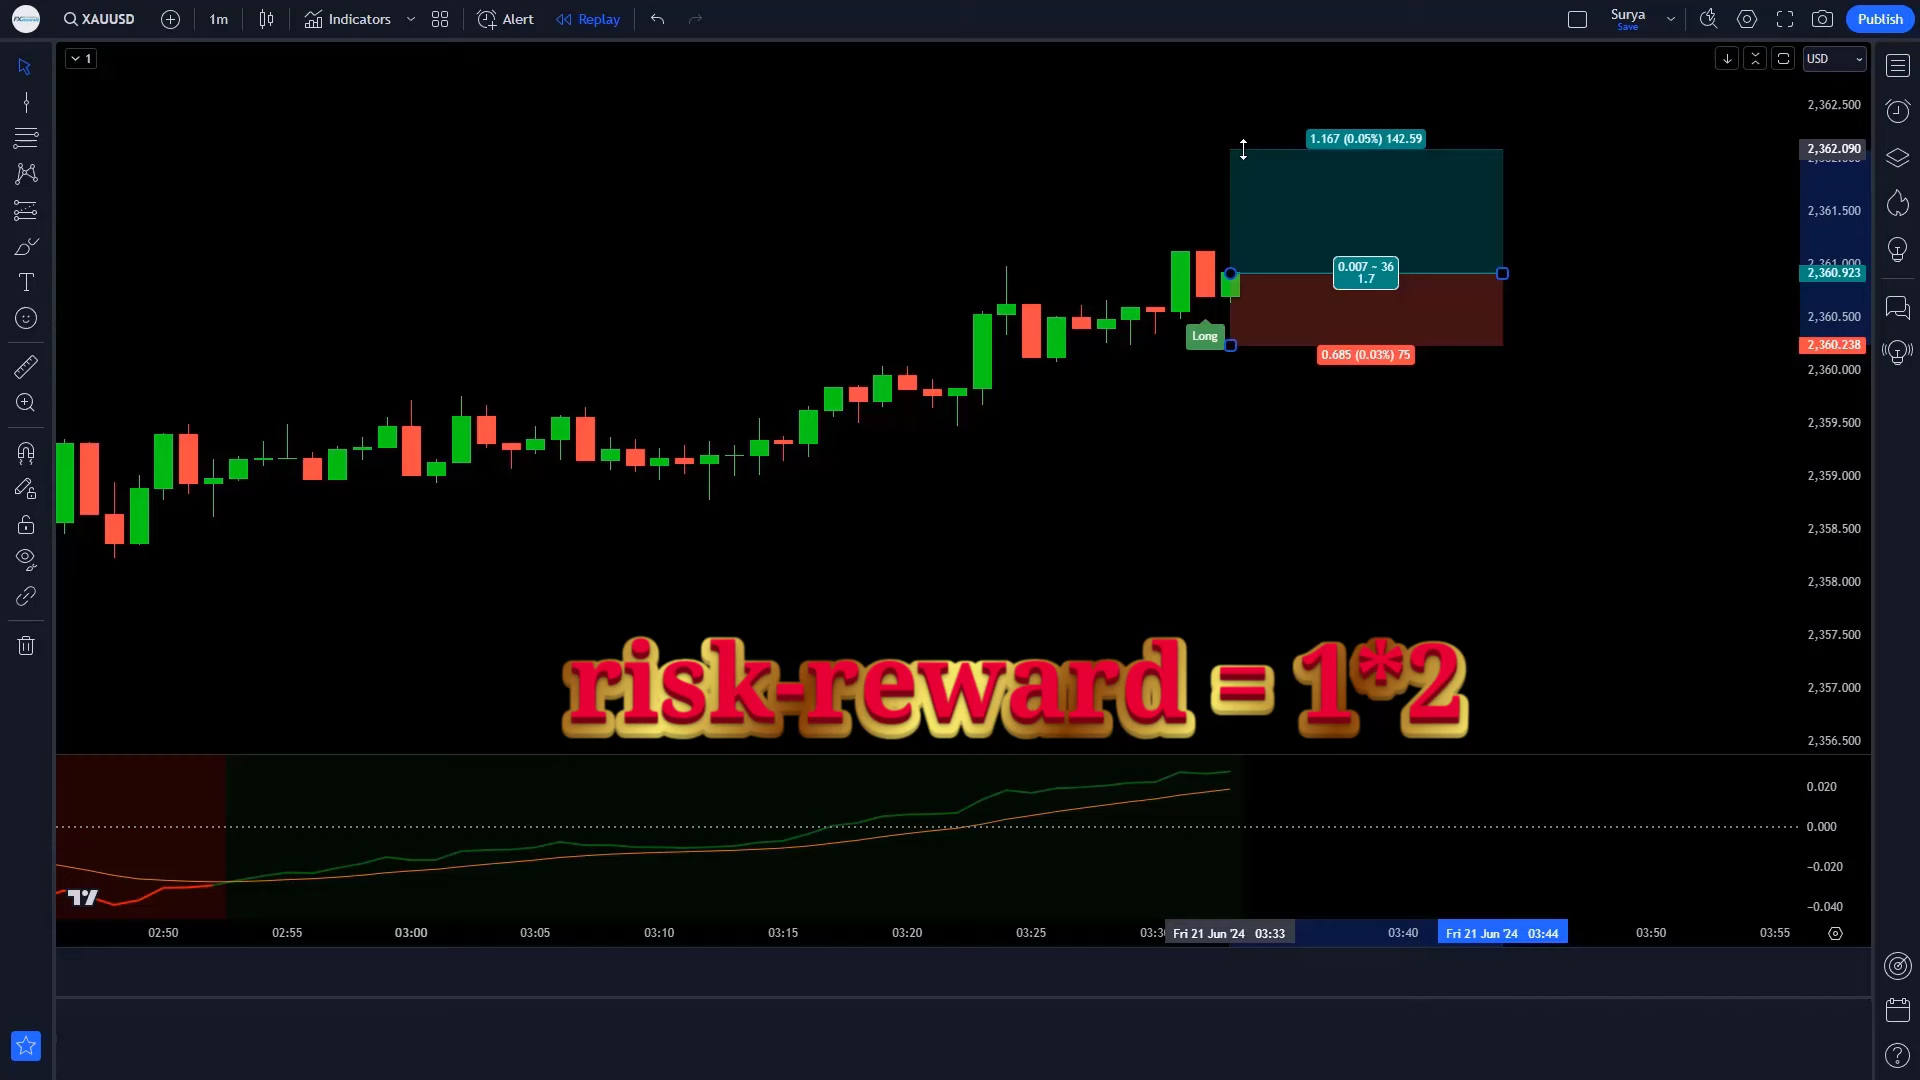 XAUUSD
1m
Indicators
Alert
Replay
Surya
Save
Publish
1
USD
2,362.500
1.167 (0.05%) 142.59
2,362.090
2,361.500
0.007 ~ 36
1.7
2,360.923
2,360.500
Long
2,360.238
0.685 (0.03%) 75
2,360.000
2,359.500
2,359.000
2,358.500
2,358.000
2,357.500
risk-reward = 1*2
2,357.000
2,356.500
0.020
0.000
−0.020
−0.040
02:50
02:55
03:00
03:05
03:10
03:15
03:20
03:25
Fri 21 Jun '24 03:33
03:40
Fri 21 Jun '24 03:44
03:50
03:55